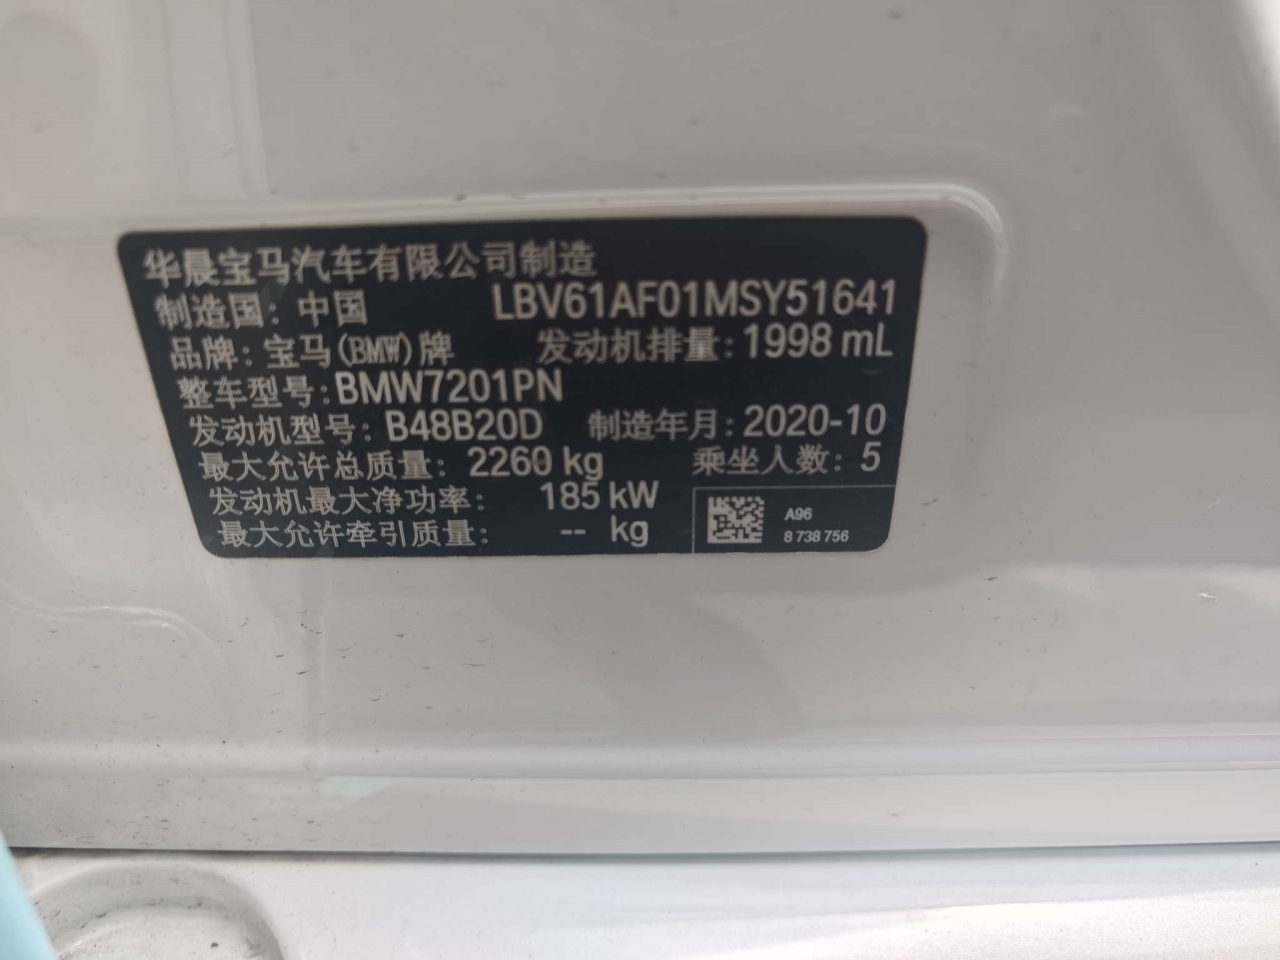 华晨宝马汽车有限公司制造
制造国: 中国 LBV61AF01MSY51641
品牌: 宝马(BMW)牌 发动机排量: 1998 mL
整车型号: BMW7201PN
发动机型号: B48B20D 制造年月: 2020-10
最大允许总质量: 2260 kg 乘坐人数: 5
发动机最大净功率: 185 kW
最大允许牵引质量: -- kg
A96
8 738 756